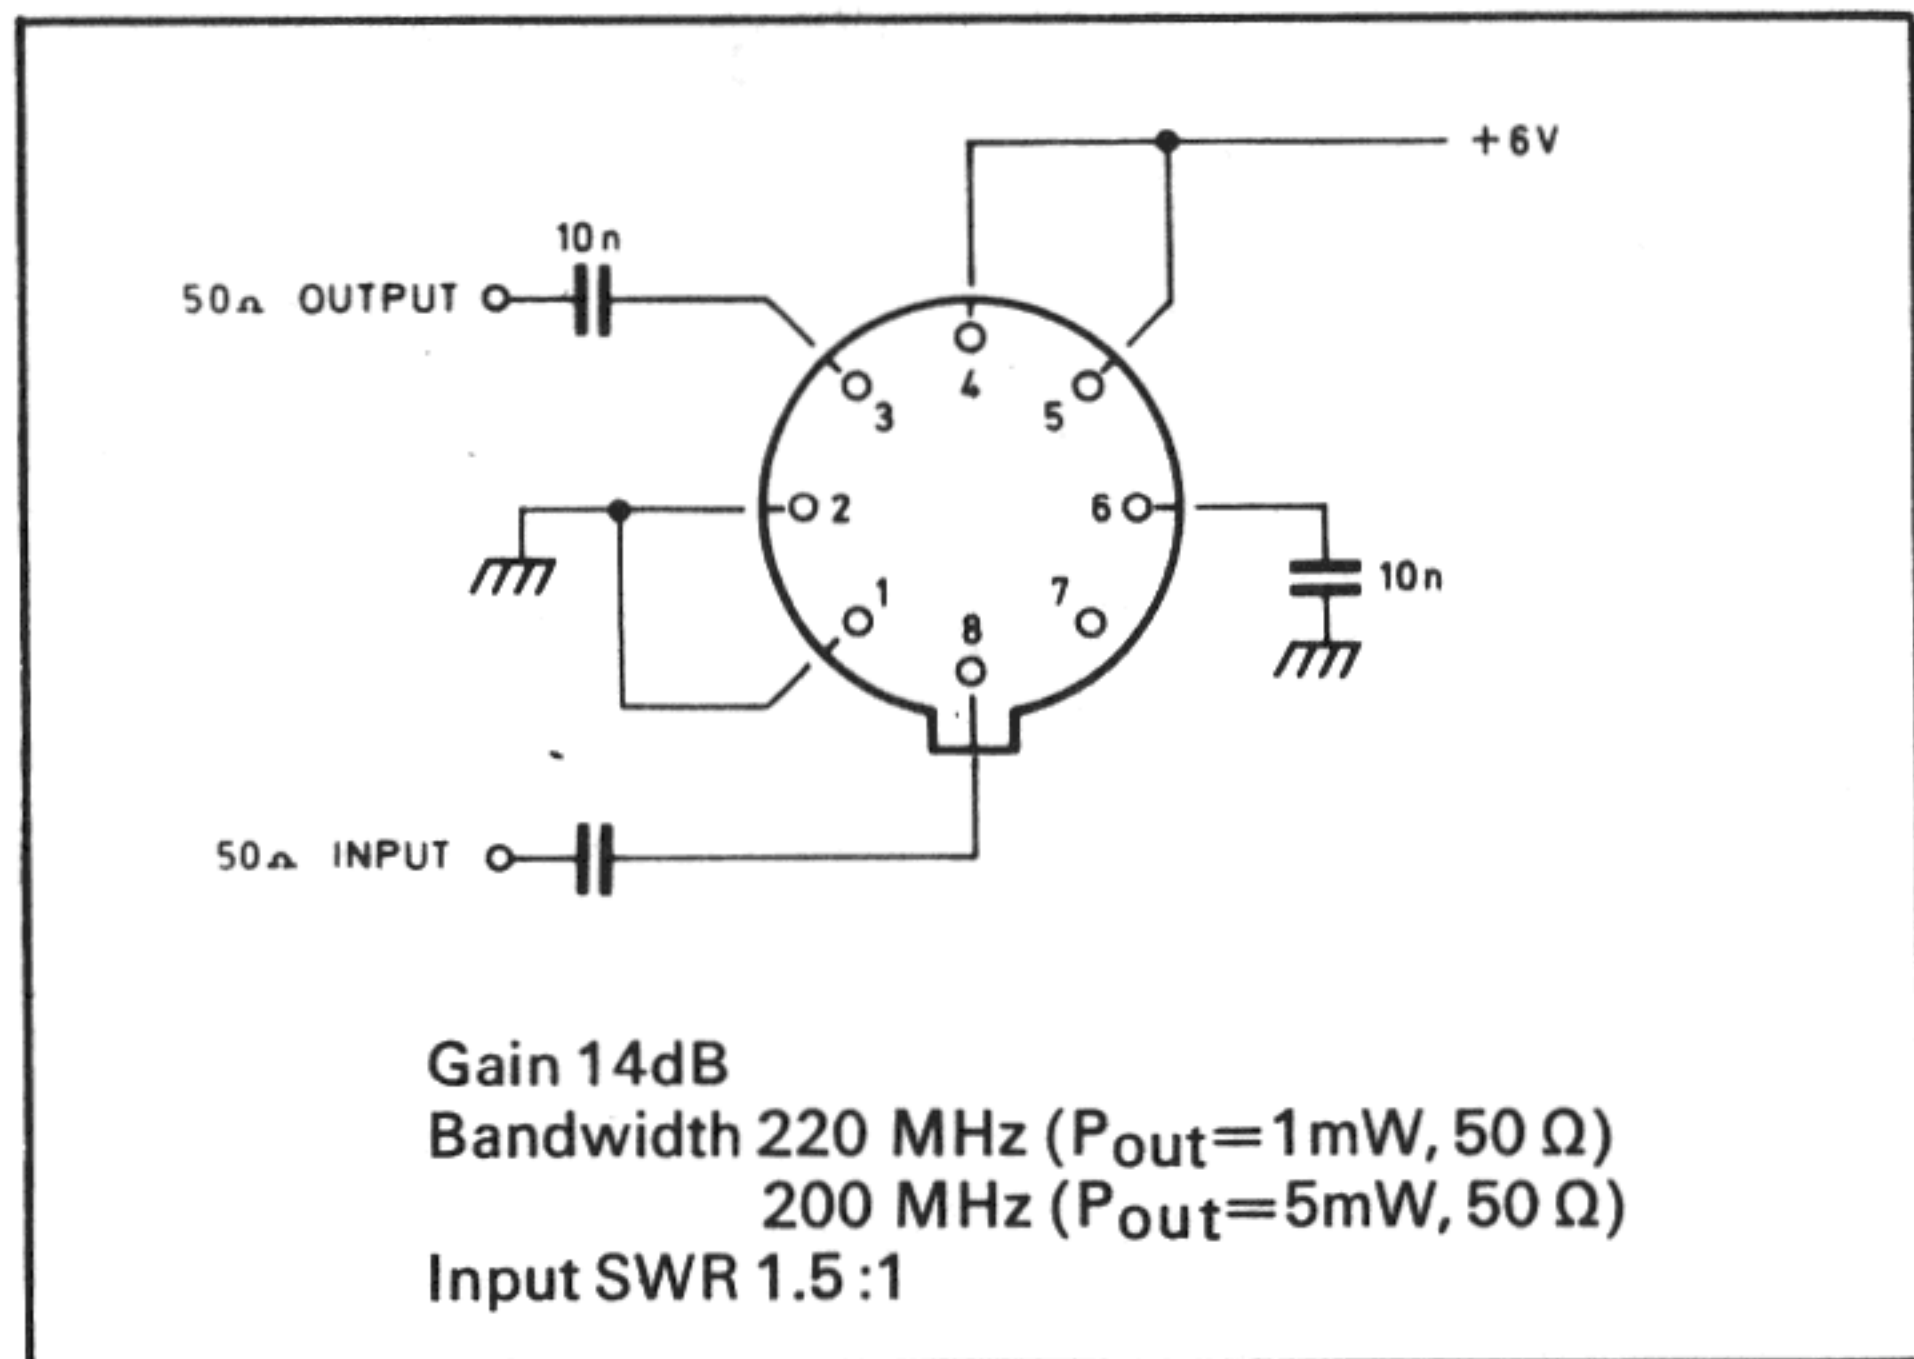 +6V
10n
50Ω OUTPUT
4
3
5
2
6
1
7
10n
8
50Ω INPUT
Gain 14dB
Bandwidth 220 MHz (Pout=1mW, 50 Ω)
200 MHz (Pout=5mW, 50 Ω)
Input SWR 1.5:1